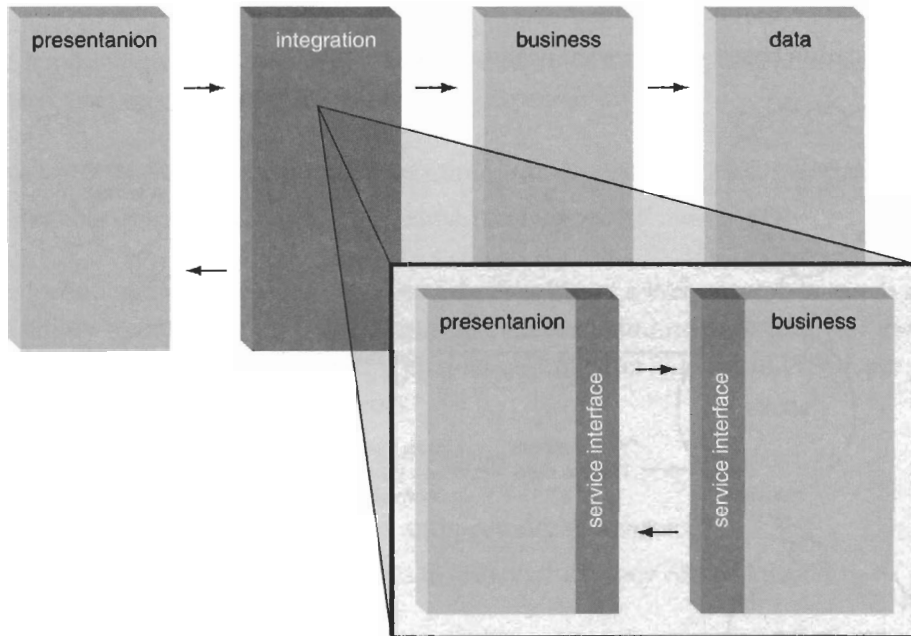 presentanion
integration
business
data
presentanion
service interface
service interface
business